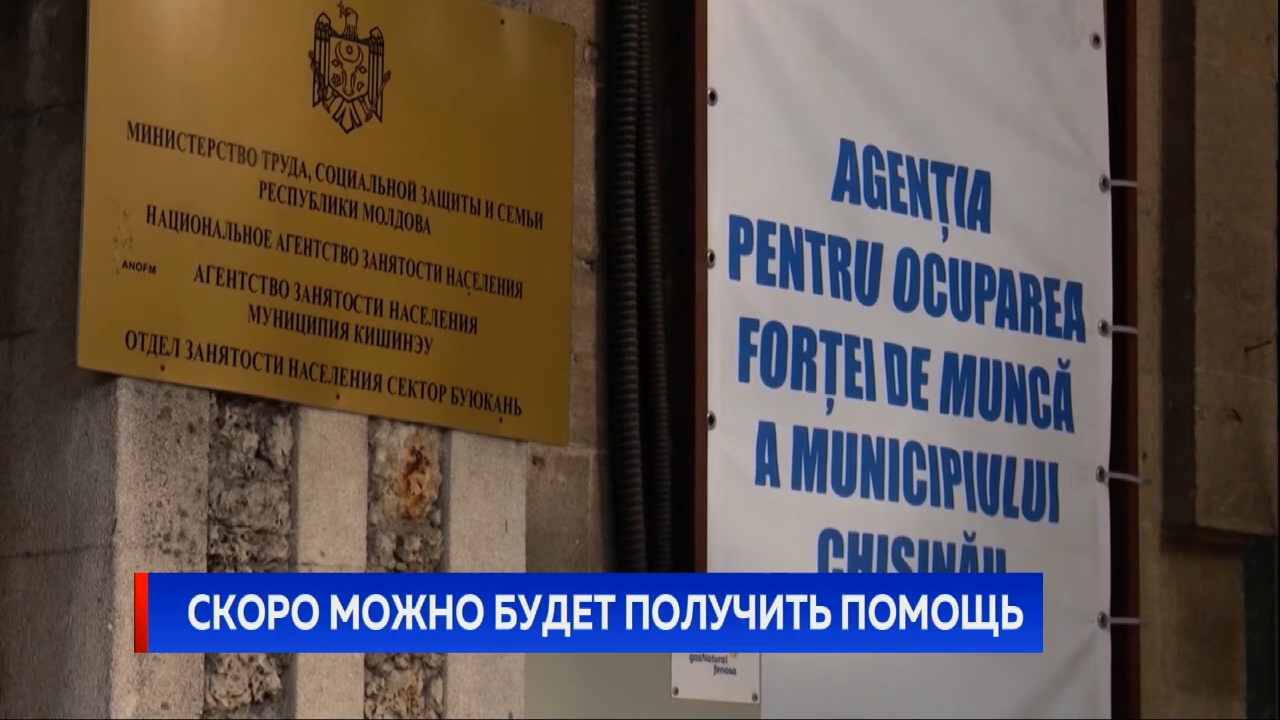 МИНИСТЕРСТВО ТРУДА, СОЦИАЛЬНОЙ ЗАЩИТЫ И СЕМЬИ
РЕСПУБЛИКИ МОЛДОВА
НАЦИОНАЛЬНОЕ АГЕНТСТВО ЗАНЯТОСТИ НАСЕЛЕНИЯ
ANOFM
АГЕНТСТВО ЗАНЯТОСТИ НАСЕЛЕНИЯ
МУНИЦИПИЯ КИШИНЭУ
ОТДЕЛ ЗАНЯТОСТИ НАСЕЛЕНИЯ СЕКТОР БУЮКАНЬ
AGENȚIA
PENTRU OCUPAREA
FORȚEI DE MUNCĂ
A MUNICIPIULUI
CHIȘINĂU
СКОРО МОЖНО БУДЕТ ПОЛУЧИТЬ ПОМОЩЬ
gasNatural
fenosa